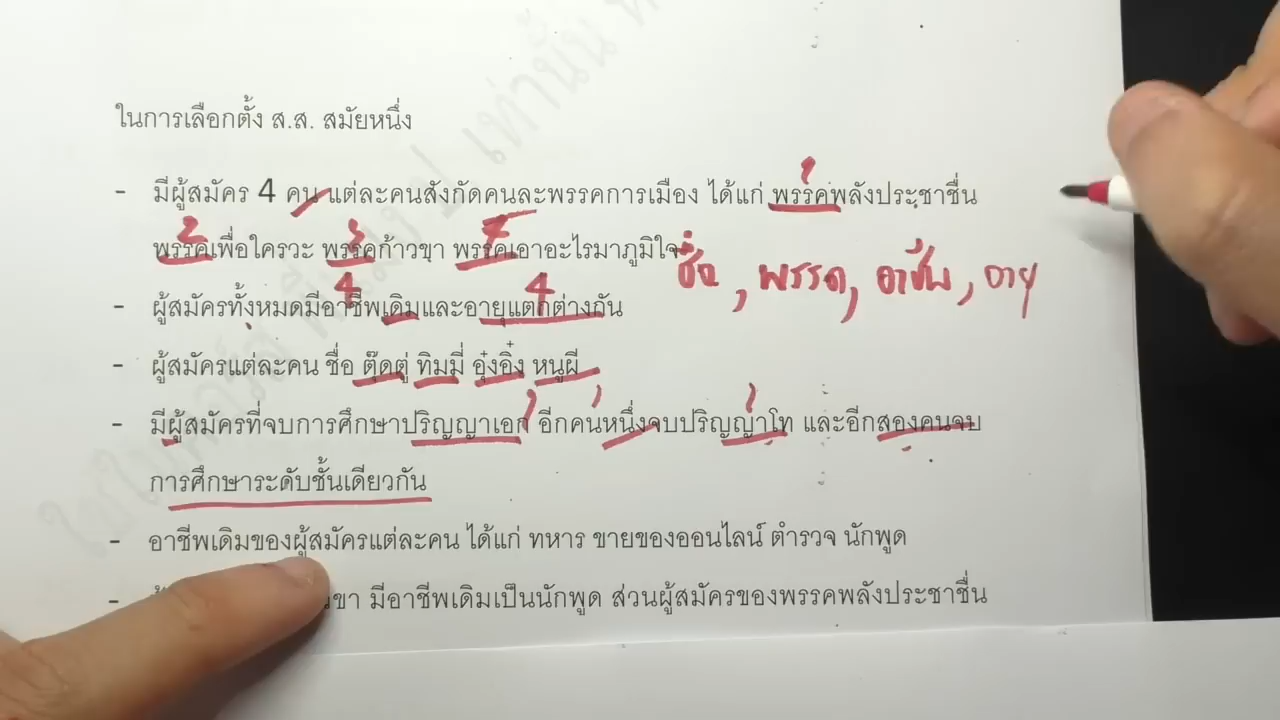 ในการเลือกตั้ง ส.ส. สมัยหนึ่ง
- มีผู้สมัคร 4 คน แต่ละคนสังกัดคนละพรรคการเมือง ได้แก่ พรรคพลังประชาชื่น
พรรคเพื่อใครวะ พรรคก้าวขา พรรคเอาอะไรมาภูมิใจ
ชื่อ, พรรค, อาชีพ, อายุ
4 4
- ผู้สมัครทั้งหมดมีอาชีพเดิมและอายุแตกต่างกัน
- ผู้สมัครแต่ละคน ชื่อ ตุ๊ดตู่ ทิมมี่ อุ๋งอิ๋ง หนูผี
- มีผู้สมัครที่จบการศึกษาปริญญาเอก อีกคนหนึ่งจบปริญญาโท และอีกสองคนจบ
การศึกษาระดับชั้นเดียวกัน
- อาชีพเดิมของผู้สมัครแต่ละคน ได้แก่ ทหาร ขายของออนไลน์ ตำรวจ นักพูด
- มีอาชีพเดิมเป็นนักพูด ส่วนผู้สมัครของพรรคพลังประชาชื่น